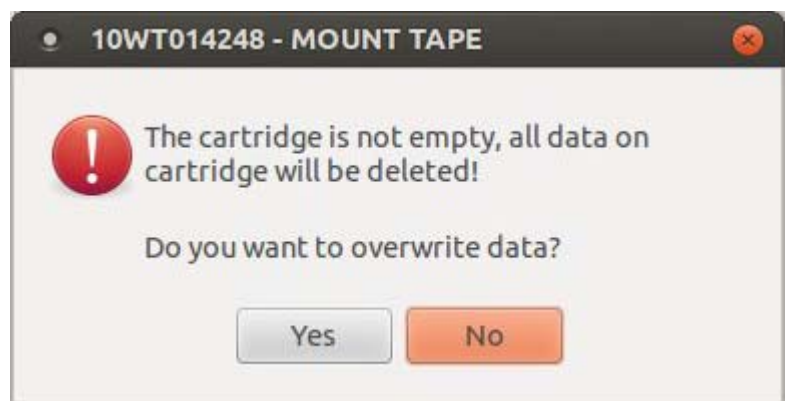 10WT014248 - MOUNT TAPE
The cartridge is not empty, all data on
cartridge will be deleted!
Do you want to overwrite data?
Yes
No